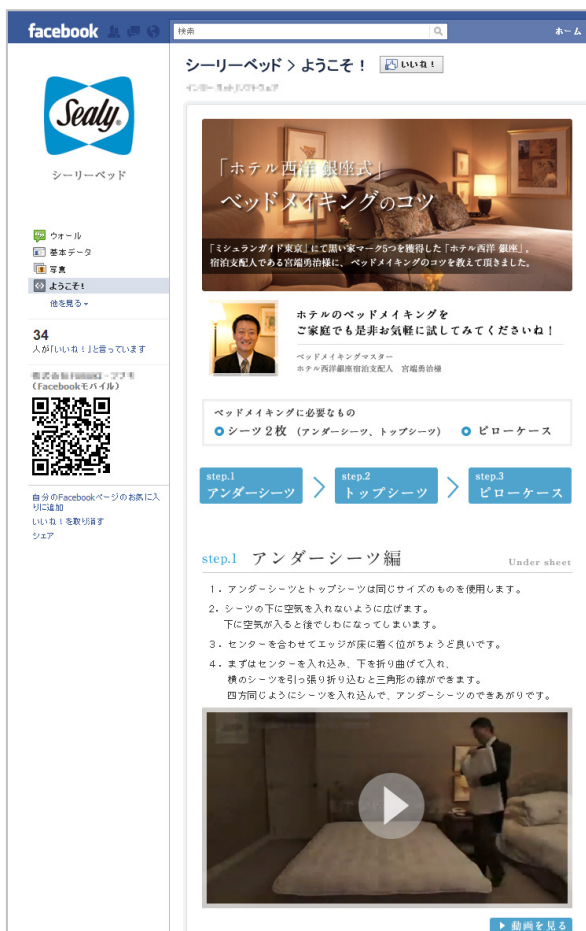 facebook
検索
ホーム
シーリーベッド > ようこそ！
いいね！
Sealy
シーリーベッド
ウォール
基本データ
写真
ようこそ!
他を見る
34
人が「いいね！」と言っています
(Facebookモバイル)
自分のFacebookページのお気に入
りに追加
いいね！を取り消す
シェア
「ホテル西洋 銀座式」
ベッドメイキングのコツ
「ミシュランガイド東京」にて黒い家マーク5つを獲得した「ホテル西洋 銀座」。
宿泊支配人である宮端勇治様に、ベッドメイキングのコツを教えて頂きました。
ホテルのベッドメイキングを
ご家庭でも是非お気軽に試してみてくださいね！
ベッドメイキングマスター
ホテル西洋銀座宿泊支配人 宮端勇治様
ベッドメイキングに必要なもの
シーツ2枚 (アンダーシーツ、トップシーツ) ピローケース
step.1
アンダーシーツ
step.2
トップシーツ
step.3
ピローケース
step.1 アンダーシーツ編 Under sheet
1. アンダーシーツとトップシーツは同じサイズのものを使用します。
2. シーツの下に空気を入れないように広げます。
下に空気が入ると後でしわになってしまいます。
3. センターを合わせてエッジが床に着く位がちょうど良いです。
4. まずはセンターを入れ込み、下を折り曲げて入れ、
横のシーツを引っ張り折り込むと三角形の線ができます。
四方同じようにシーツを入れ込んで、アンダーシーツのできあがりです。
動画を見る